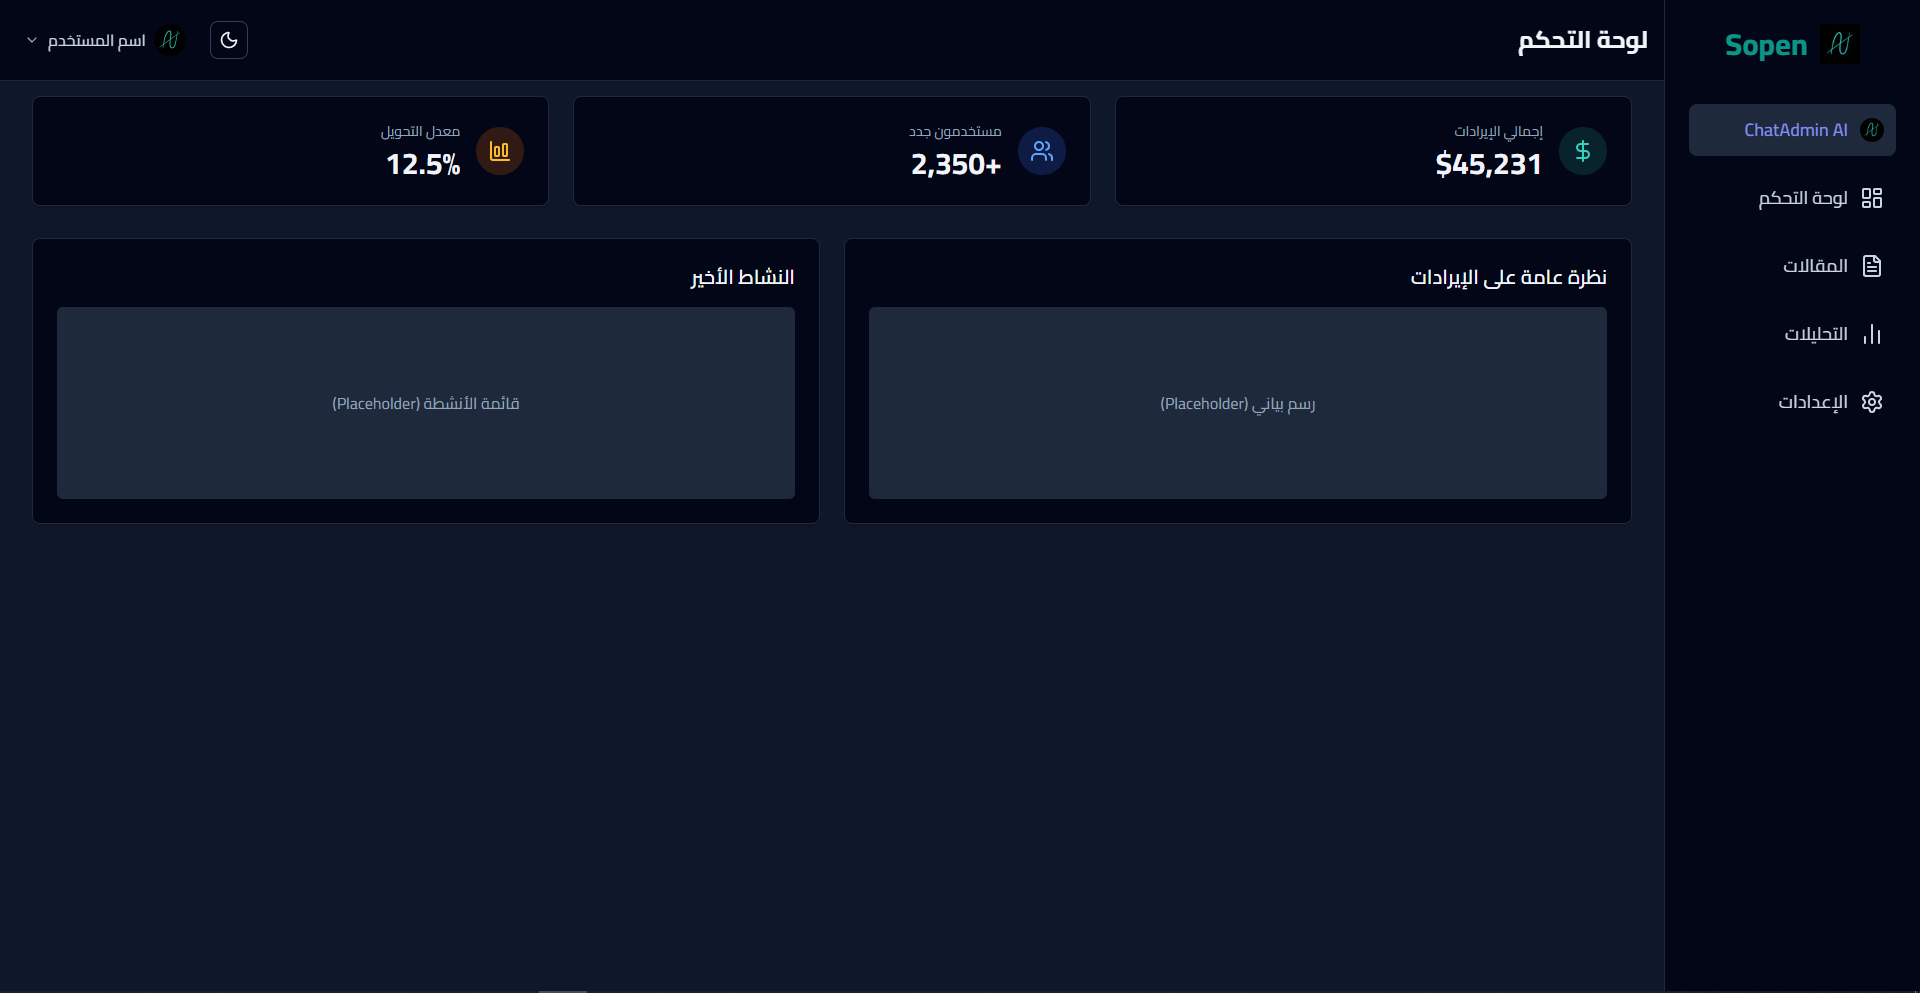 Sopen
ChatAdmin AI
لوحة التحكم
المقالات
التحليلات
الإعدادات
لوحة التحكم
اسم المستخدم
إجمالي الإيرادات
$45,231
مستخدمون جدد
2,350+
معدل التحويل
12.5%
نظرة عامة على الإيرادات
رسم بياني (Placeholder)
النشاط الأخير
قائمة الأنشطة (Placeholder)